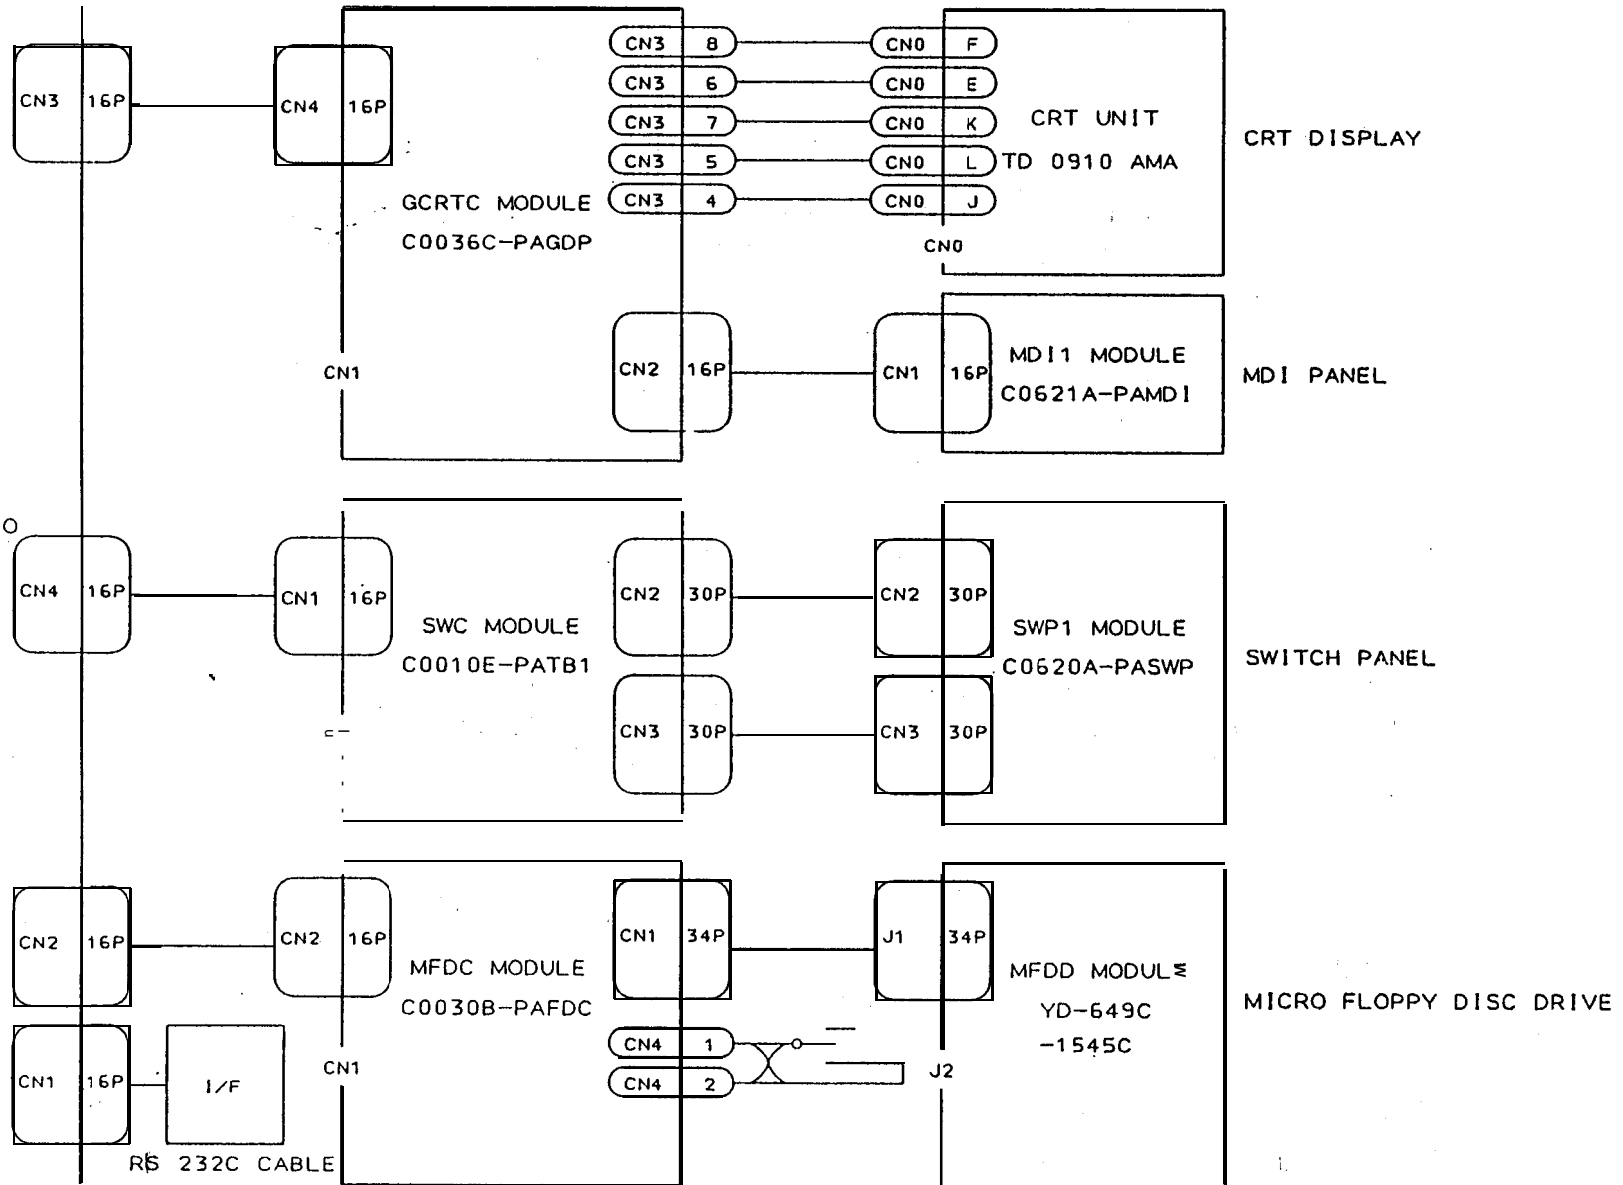 CN3 16P
CN4 16P
CN3 8
CN3 6
CN3 7
CN3 5
CN3 4
CN0 F
CN0 E
CN0 K
CN0 L
CN0 J
CRT UNIT
TD 0910 AMA
CN0
CRT DISPLAY
GCRTC MODULE
C0036C-PAGDP
CN1
CN2 16P
CN1 16P
MDI1 MODULE
C0621A-PAMDI
MDI PANEL
CN4 16P
CN1 16P
SWC MODULE
C0010E-PATB1
CN2 30P
CN3 30P
CN2 30P
CN3 30P
SWP1 MODULE
C0620A-PASWP
SWITCH PANEL
CN2 16P
CN2 16P
MFDC MODULE
C0030B-PAFDC
CN1
CN1 34P
J1 34P
MFDD MODULE
YD-649C
-1545C
J2
MICRO FLOPPY DISC DRIVE
CN4 1
CN4 2
CN1 16P
I/F
RS 232C CABLE